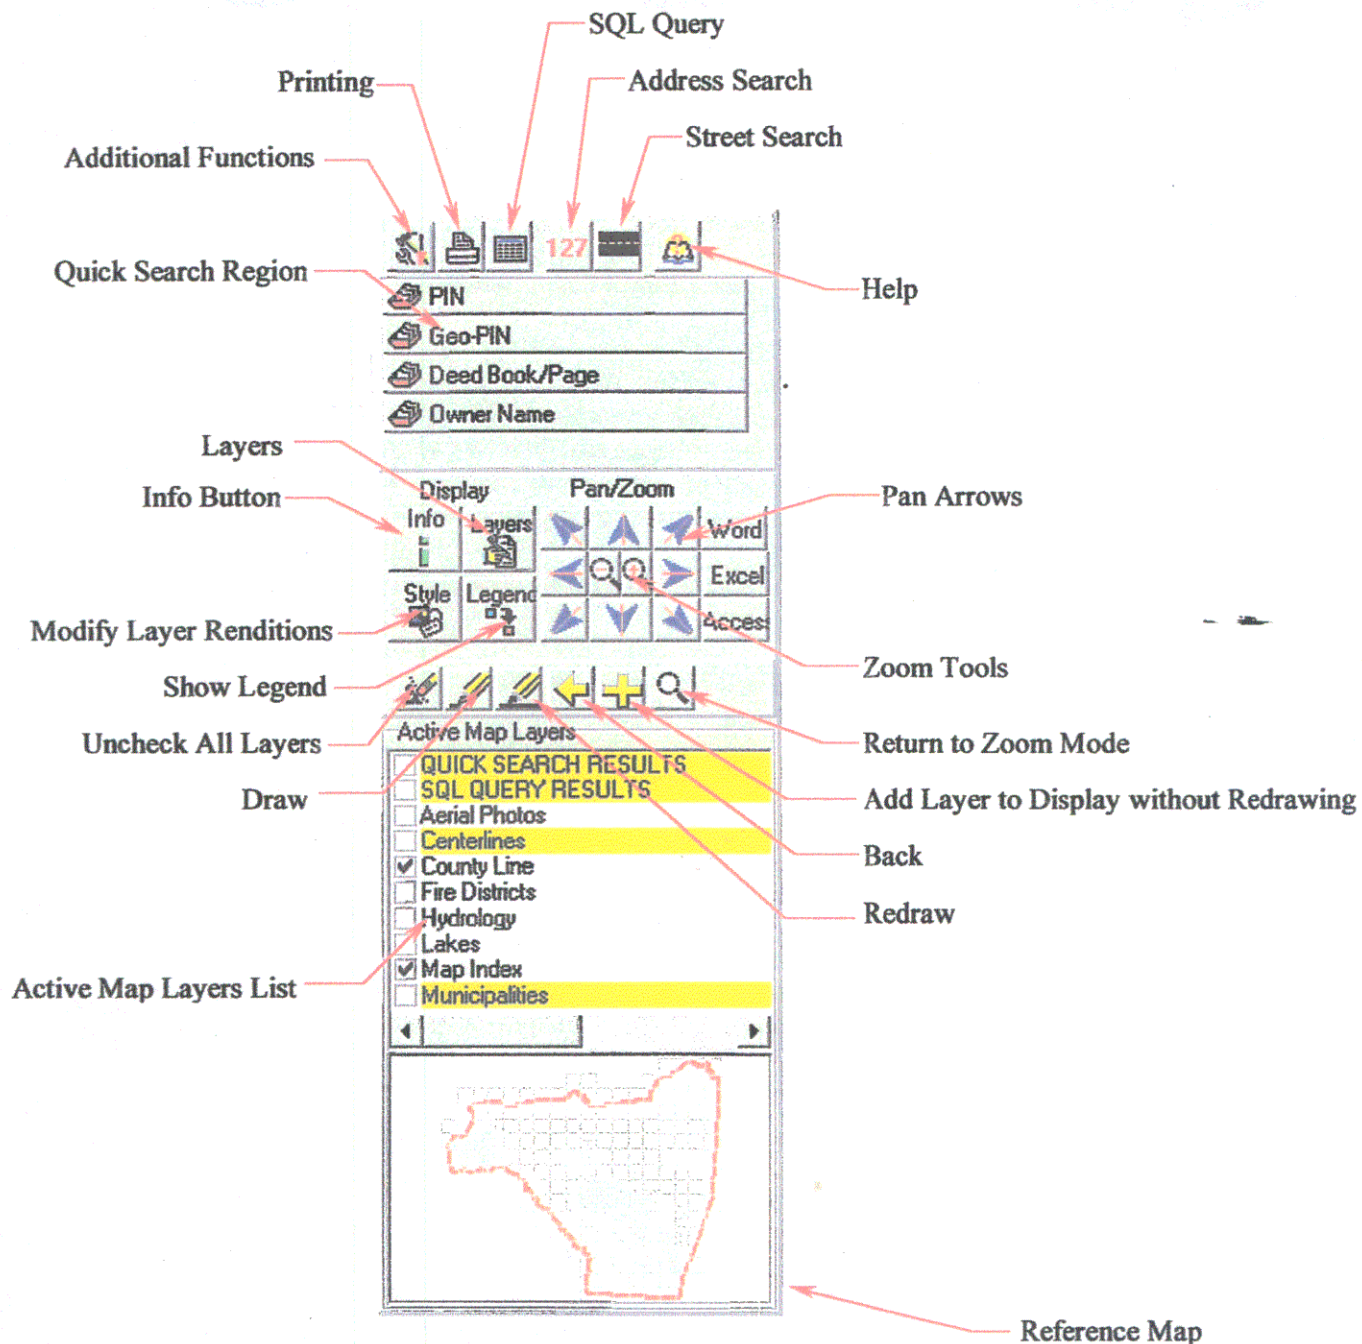 SQL Query
Printing
Address Search
Street Search
Additional Functions
127
Quick Search Region
Help
PIN
Geo-PIN
Deed Book/Page
Owner Name
Layers
Info Button
Display
Pan/Zoom
Pan Arrows
Info
Layers
Word
Excel
Style
Legend
Access
Modify Layer Renditions
Zoom Tools
Show Legend
Uncheck All Layers
Active Map Layers
Return to Zoom Mode
QUICK SEARCH RESULTS
SQL QUERY RESULTS
Draw
Add Layer to Display without Redrawing
Aerial Photos
Centerlines
Back
County Line
Fire Districts
Redraw
Hydrology
Lakes
Map Index
Active Map Layers List
Municipalities
Reference Map